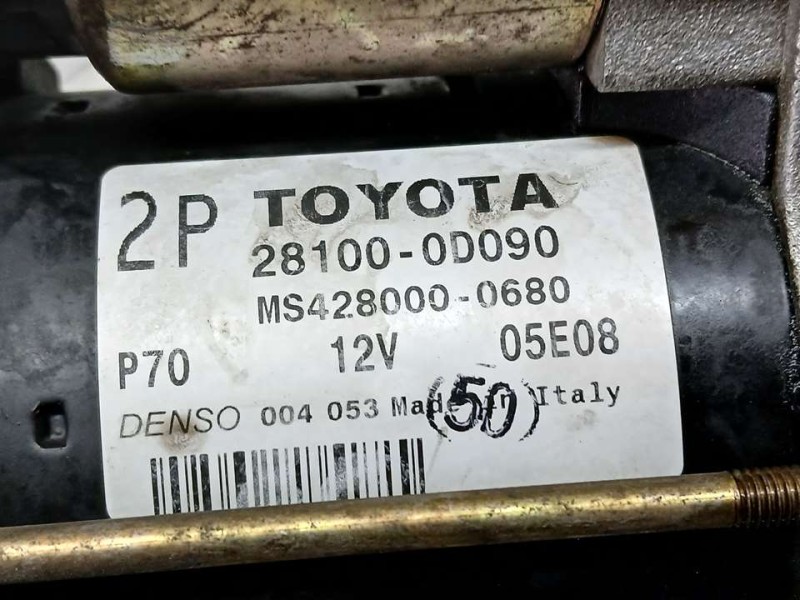 2P TOYOTA
28100-0D090
MS428000-0680
P70 12V 05E08
DENSO 004 053 Made in Italy
(50)